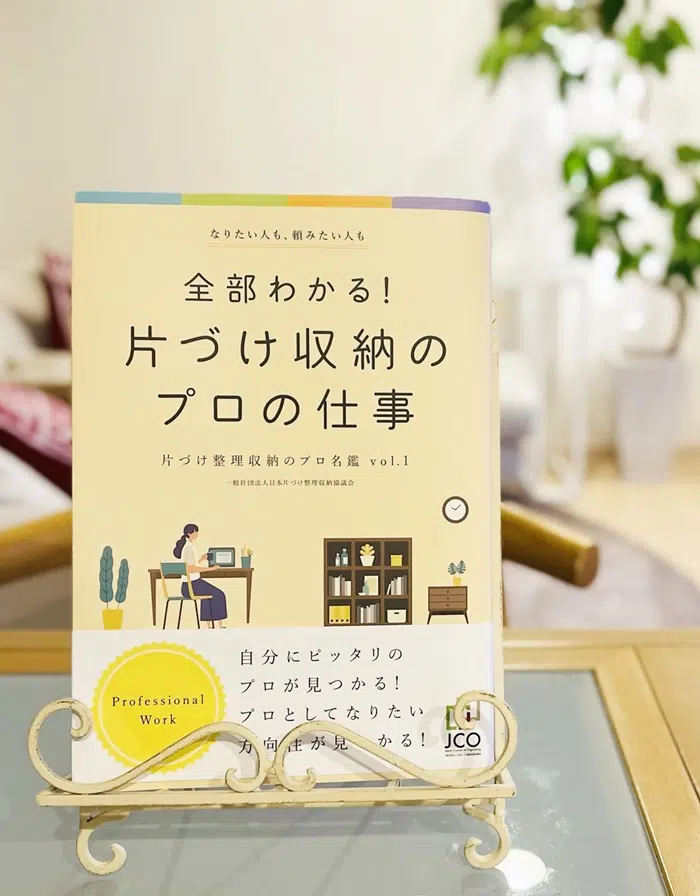 なりたい人も、頼みたい人も
全部わかる!
片づけ収納の
プロの仕事
片づけ整理収納のプロ名鑑 vol.1
一般社団法人日本片づけ整理収納協議会
自分にピッタリの
プロが見つかる!
プロとしてなりたい
方向性が見 かる!
Professional
Work
JCO